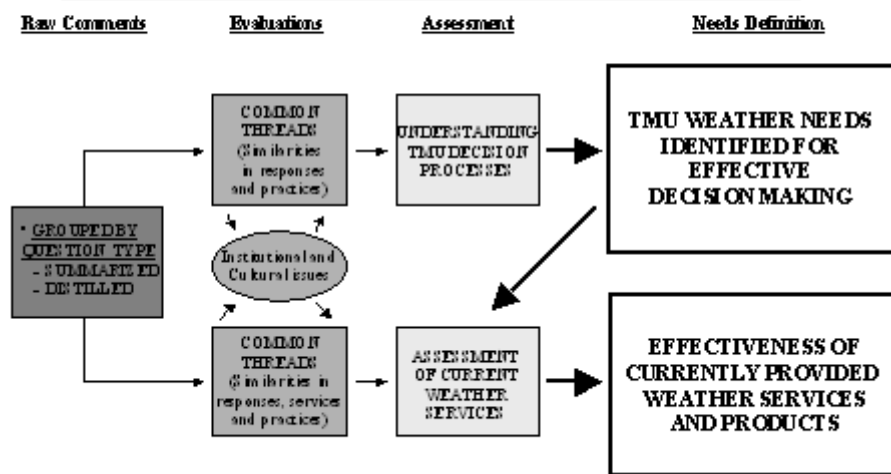 Raw Comments
Evaluations
Assessment
Needs Definition
COMMON
THREADS
(Similarities
in responses
and practices)
UNDERSTANDING
TMU DECISION
PROCESSES
TMU WEATHER NEEDS
IDENTIFIED FOR
EFFECTIVE
DECISION MAKING
• GROUPED BY
QUESTION TYPE
– SUMMARIZED
– DISTILLED
Institutional and
Cultural issues
COMMON
THREADS
(Similarities in
responses, services
and practices)
ASSESSMENT
OF CURRENT
WEATHER
SERVICES
EFFECTIVENESS OF
CURRENTLY PROVIDED
WEATHER SERVICES
AND PRODUCTS